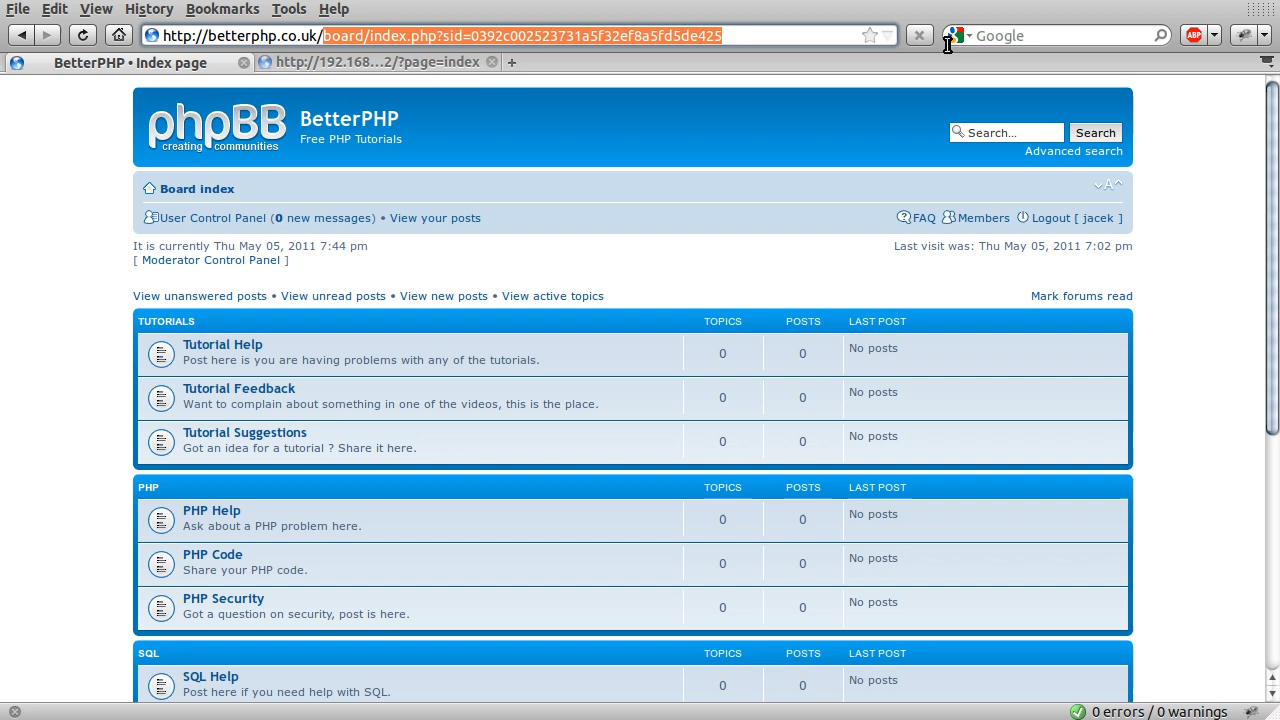 File Edit View History Bookmarks Tools Help
http://betterphp.co.uk/board/index.php?sid=0392c002523731a5f32ef8a5fd5de425 Google ABP
BetterPHP • Index page http://192.168...2/?page=index +
phpBB
creating communities
BetterPHP
Free PHP Tutorials
Search... Search
Advanced search
Board index A
User Control Panel (0 new messages) • View your posts FAQ Members Logout [ jacek ]
It is currently Thu May 05, 2011 7:44 pm Last visit was: Thu May 05, 2011 7:02 pm
[ Moderator Control Panel ]
View unanswered posts • View unread posts • View new posts • View active topics Mark forums read
TUTORIALS TOPICS POSTS LAST POST
Tutorial Help 0 0 No posts
Post here is you are having problems with any of the tutorials.
Tutorial Feedback 0 0 No posts
Want to complain about something in one of the videos, this is the place.
Tutorial Suggestions 0 0 No posts
Got an idea for a tutorial ? Share it here.
PHP TOPICS POSTS LAST POST
PHP Help 0 0 No posts
Ask about a PHP problem here.
PHP Code 0 0 No posts
Share your PHP code.
PHP Security 0 0 No posts
Got a question on security, post is here.
SQL TOPICS POSTS LAST POST
SQL Help 0 0 No posts
Post here if you need help with SQL.
0 errors / 0 warnings